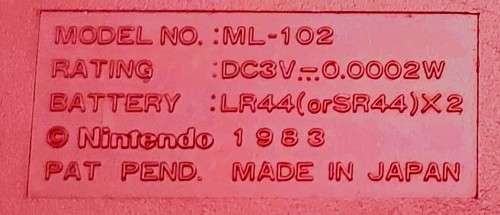 MODEL NO. :ML-102
RATING :DC3V⎓0.0002W
BATTERY :LR44(orSR44)X2
© Nintendo 1983
PAT PEND. MADE IN JAPAN